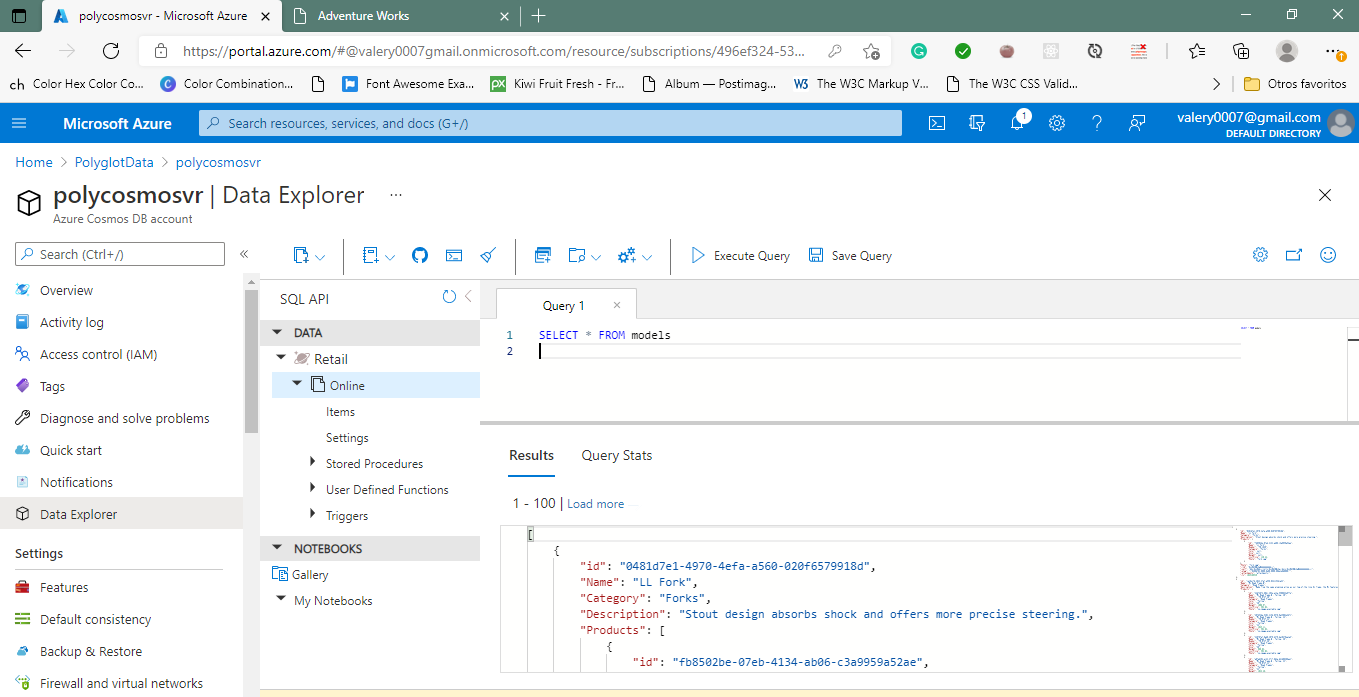 polycosmosvr - Microsoft Azure
Adventure Works
https://portal.azure.com/#@valery0007gmail.onmicrosoft.com/resource/subscriptions/496ef324-53...
ch Color Hex Color Co...
Color Combination...
Font Awesome Exa...
Kiwi Fruit Fresh - Fr...
Album — Postimag...
W3 The W3C Markup V...
The W3C CSS Valid...
Otros favoritos
Microsoft Azure
Search resources, services, and docs (G+/)
1
valery0007@gmail.com
DEFAULT DIRECTORY
Home > PolyglotData > polycosmosvr
polycosmosvr | Data Explorer ...
Azure Cosmos DB account
Search (Ctrl+/)
Execute Query
Save Query
Overview
Activity log
Access control (IAM)
Tags
Diagnose and solve problems
Quick start
Notifications
Data Explorer
Settings
Features
Default consistency
Backup & Restore
Firewall and virtual networks
SQL API
DATA
Retail
Online
Items
Settings
Stored Procedures
User Defined Functions
Triggers
NOTEBOOKS
Gallery
My Notebooks
Query 1
1 SELECT * FROM models
2
Results
Query Stats
1 - 100 | Load more
[
{
"id": "0481d7e1-4970-4efa-a560-020f6579918d",
"Name": "LL Fork",
"Category": "Forks",
"Description": "Stout design absorbs shock and offers more precise steering.",
"Products": [
{
"id": "fb8502be-07eb-4134-ab06-c3a9959a52ae",